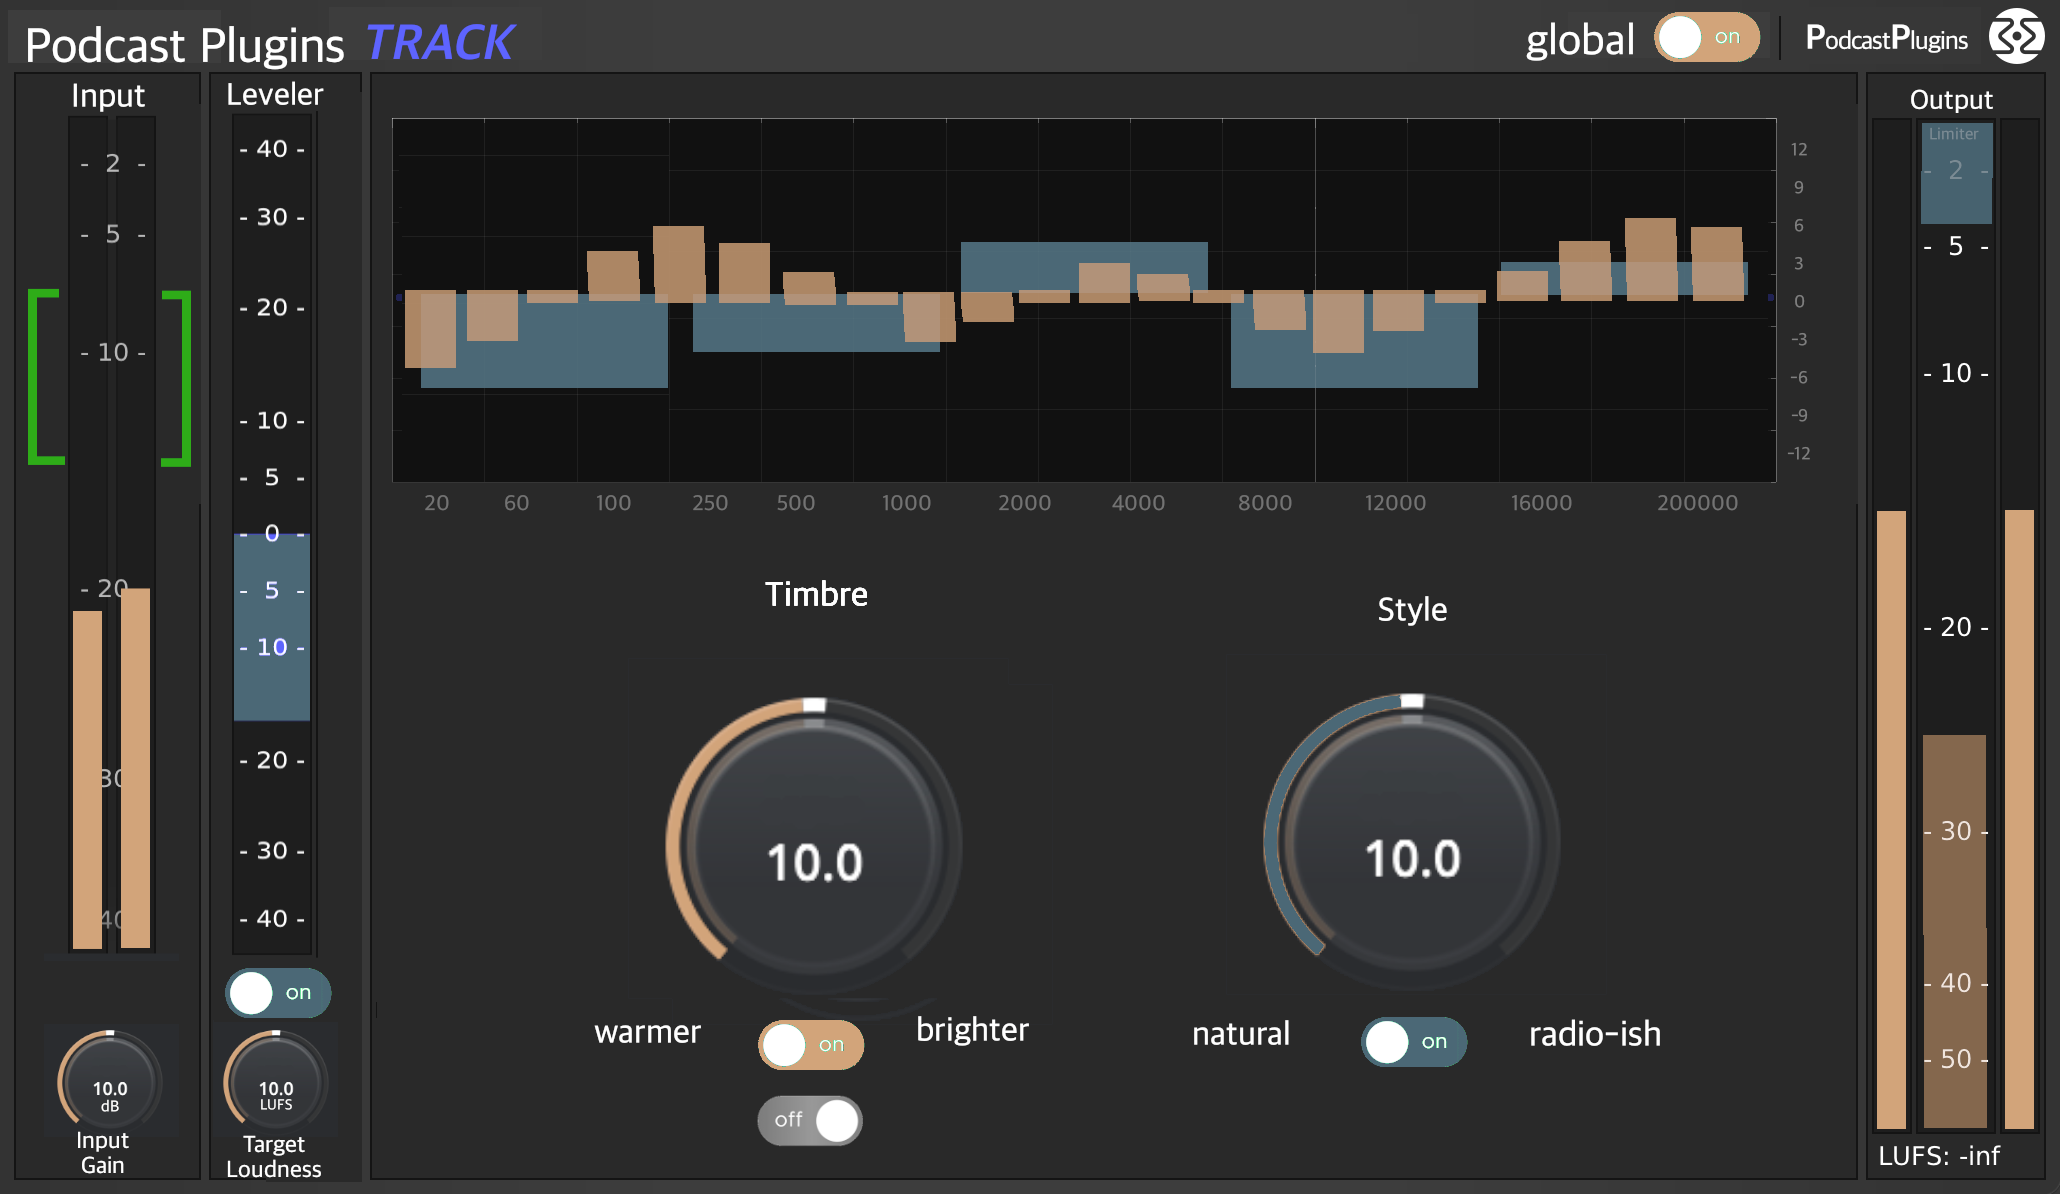 Podcast Plugins TRACK
global on
PodcastPlugins
Input
- 2 -
- 5 -
- 10 -
- 20
30
40
10.0
dB
Input
Gain
Leveler
- 40 -
- 30 -
- 20 -
- 10 -
- 5 -
- 0 -
- 5 -
- 10 -
- 20 -
- 30 -
- 40 -
on
10.0
LUFS
Target
Loudness
12
9
6
3
0
-3
-6
-9
-12
20 60 100 250 500 1000 2000 4000 8000 12000 16000 200000
Timbre
10.0
warmer on brighter
off
Style
10.0
natural on radio-ish
Output
Limiter
- 2 -
- 5 -
- 10 -
- 20 -
- 30 -
- 40 -
- 50 -
LUFS: -inf